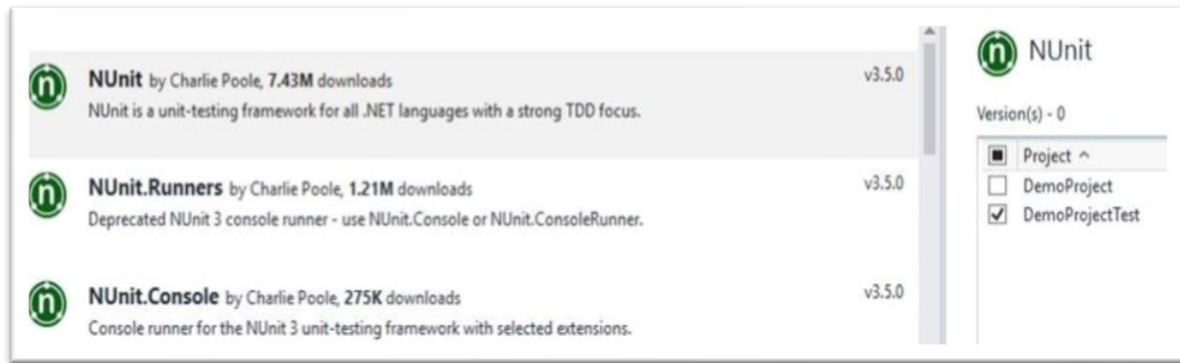 NUnit by Charlie Poole, 7.43M downloads
v3.5.0
NUnit is a unit-testing framework for all .NET languages with a strong TDD focus.
NUnit.Runners by Charlie Poole, 1.21M downloads
v3.5.0
Deprecated NUnit 3 console runner - use NUnit.Console or NUnit.ConsoleRunner.
NUnit.Console by Charlie Poole, 275K downloads
v3.5.0
Console runner for the NUnit 3 unit-testing framework with selected extensions.
NUnit
Version(s) - 0
Project
DemoProject
DemoProjectTest